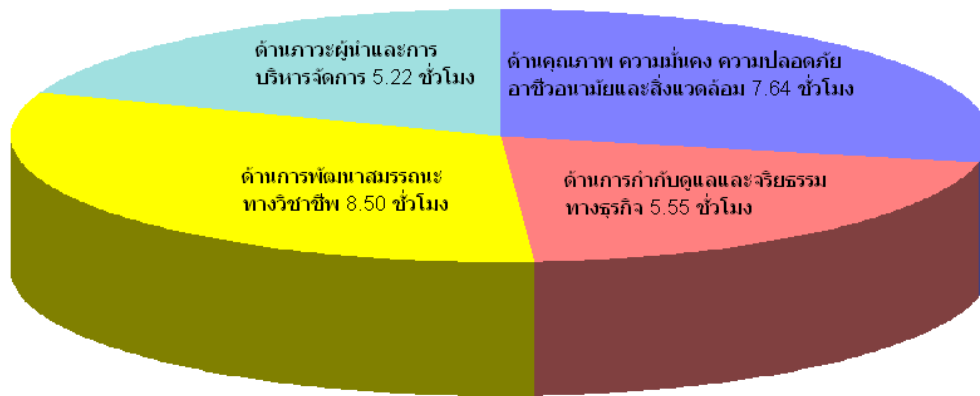 ด้านภาวะผู้นำและการ
บริหารจัดการ 5.22 ชั่วโมง
ด้านคุณภาพ ความมั่นคง ความปลอดภัย
อาชีวอนามัยและสิ่งแวดล้อม 7.64 ชั่วโมง
ด้านการพัฒนาสมรรถนะ
ทางวิชาชีพ 8.50 ชั่วโมง
ด้านการกำกับดูแลและจริยธรรม
ทางธุรกิจ 5.55 ชั่วโมง